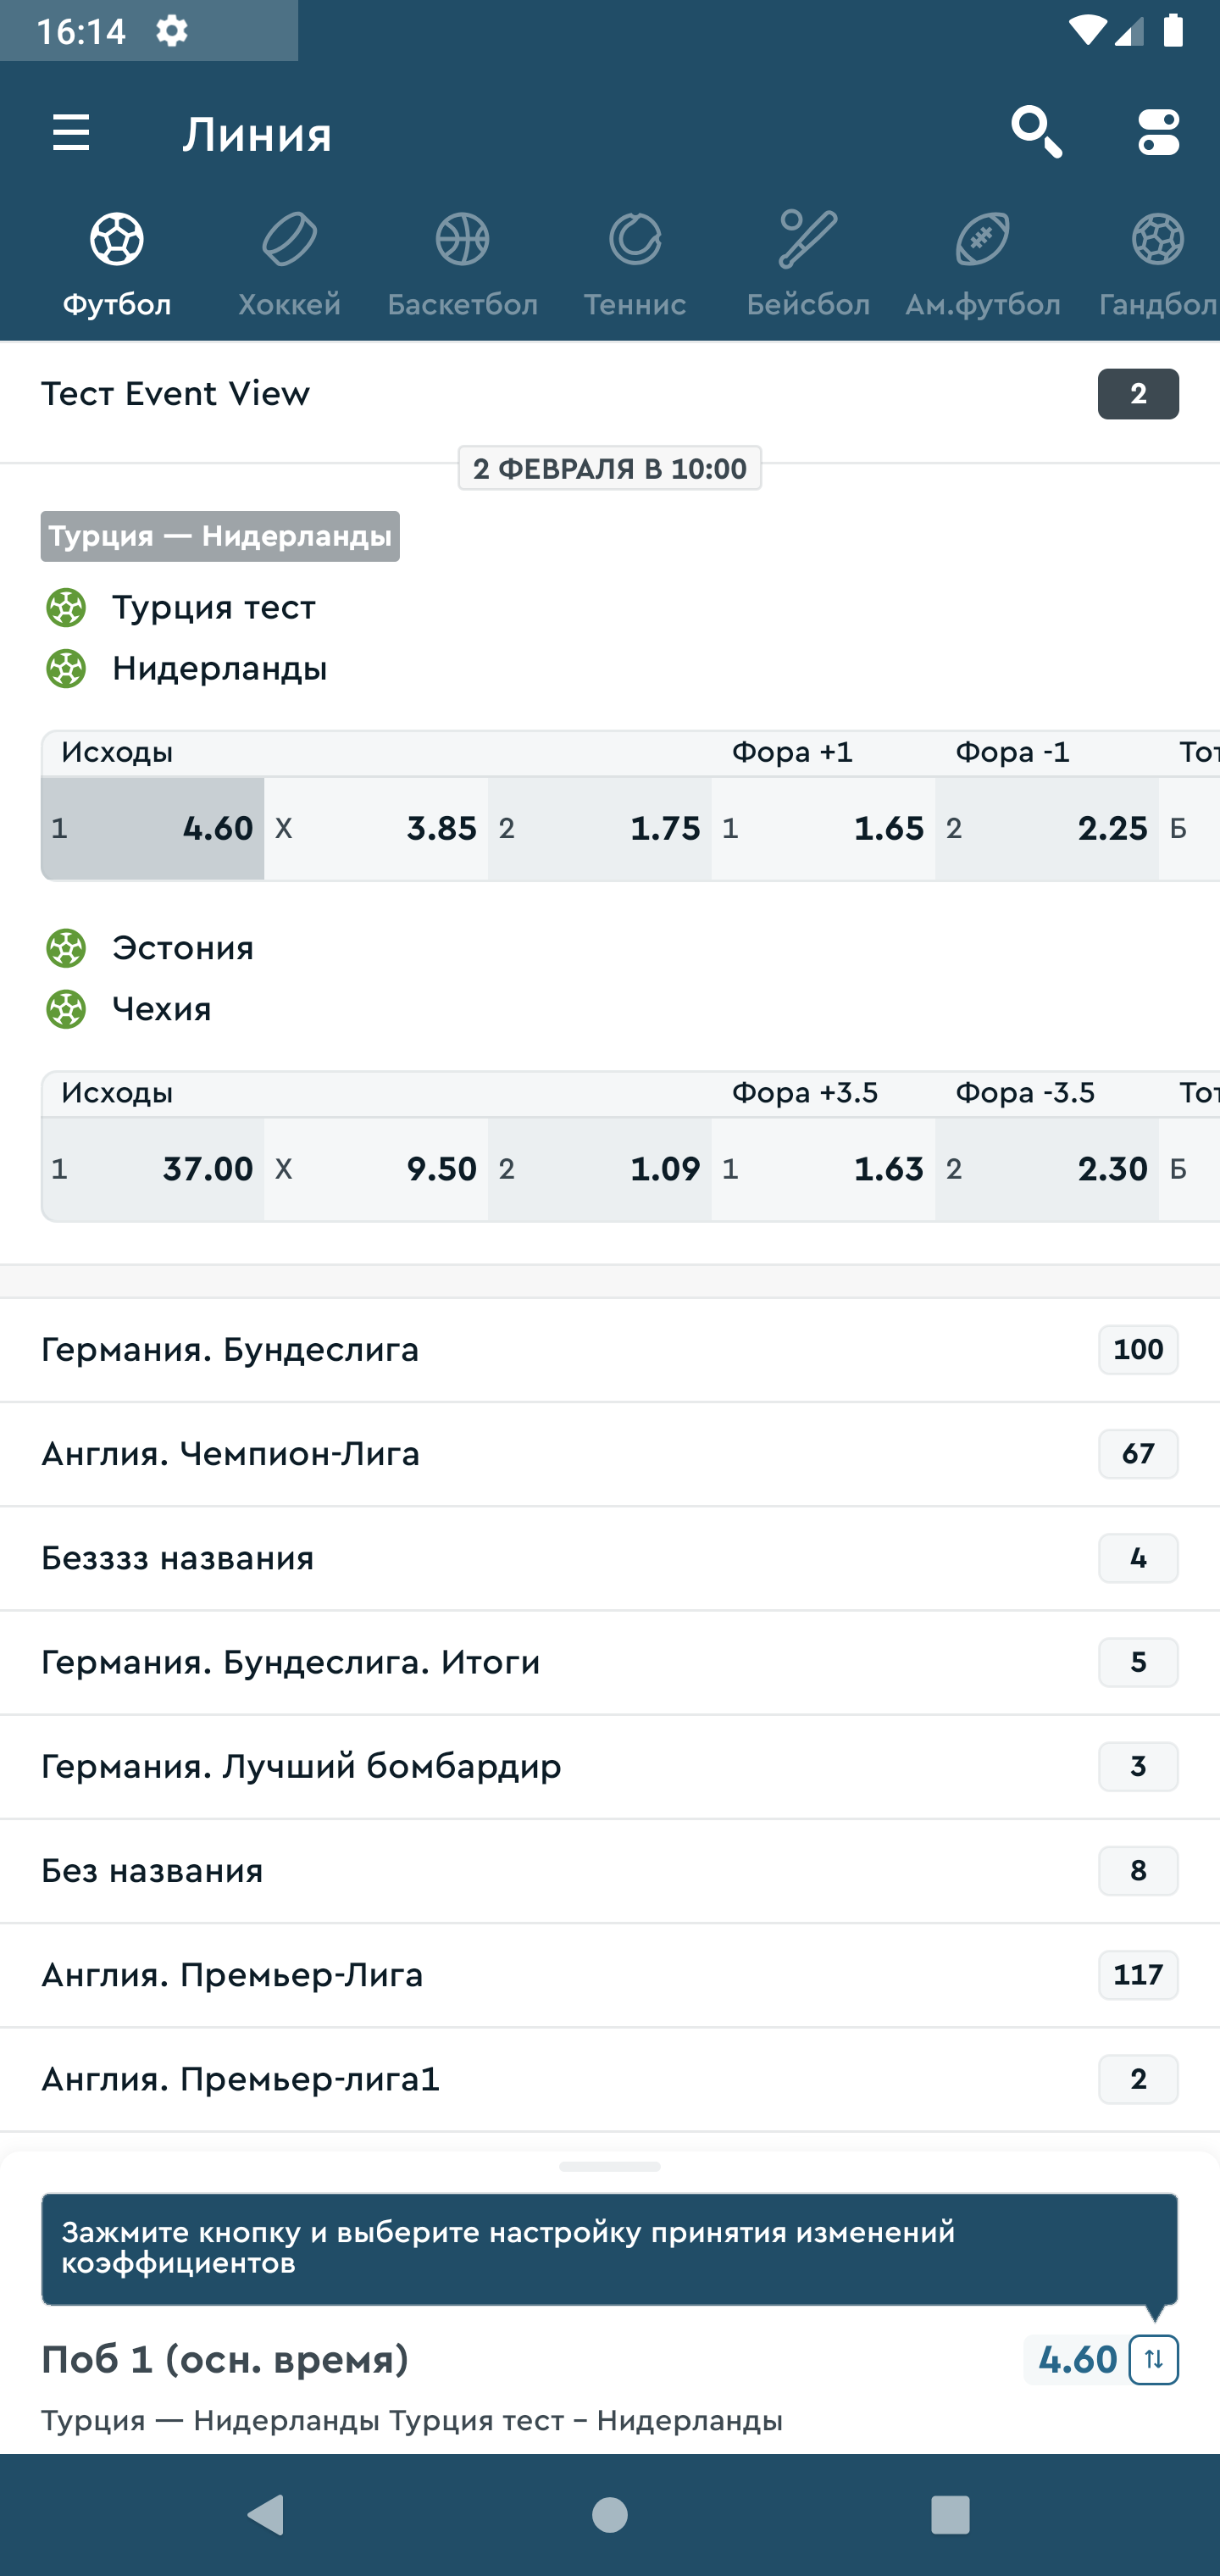 16:14
Линия
Футбол Хоккей Баскетбол Теннис Бейсбол Ам.футбол Гандбол
Тест Event View 2
2 ФЕВРАЛЯ В 10:00
Турция — Нидерланды
Турция тест
Нидерланды
Исходы Фора +1 Фора -1 Тот
1 4.60 X 3.85 2 1.75 1 1.65 2 2.25 Б
Эстония
Чехия
Исходы Фора +3.5 Фора -3.5 Тот
1 37.00 X 9.50 2 1.09 1 1.63 2 2.30 Б
Германия. Бундеслига 100
Англия. Чемпион-Лига 67
Безззз названия 4
Германия. Бундеслига. Итоги 5
Германия. Лучший бомбардир 3
Без названия 8
Англия. Премьер-Лига 117
Англия. Премьер-лига1 2
Зажмите кнопку и выберите настройку принятия изменений
коэффициентов
Поб 1 (осн. время) 4.60
Турция — Нидерланды Турция тест – Нидерланды